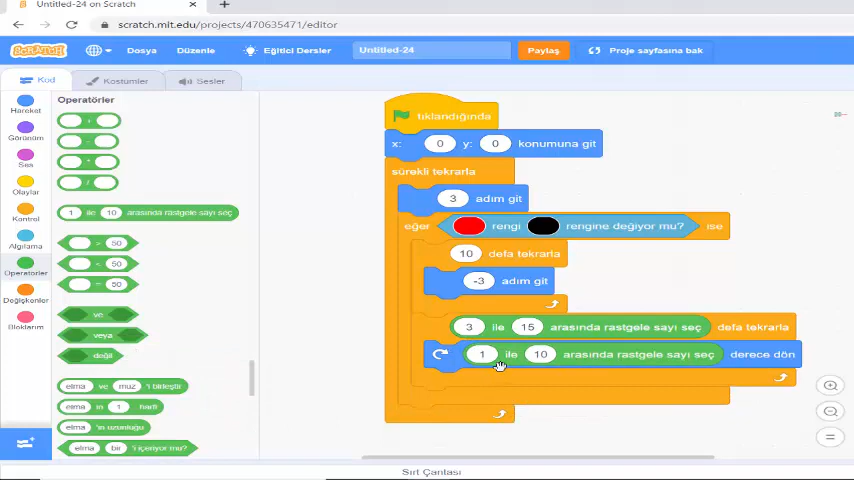 Untitled-24 on Scratch
scratch.mit.edu/projects/470635471/editor
SCRATCH Dosya Düzenle Eğitici Dersler Untitled-24 Paylaş Proje sayfasına bak
Kod Kostümler Sesler
Hareket
Görünüm
Ses
Olaylar
Kontrol
Algılama
Operatörler
Değişkenler
Bloklarım
Operatörler
+
-
*
/
1 ile 10 arasında rastgele sayı seç
> 50
< 50
= 50
ve
veya
değil
elma ve muz 'i birleştir
elma in 1 harfi
elma 'ın uzunluğu
elma bir 'i içeriyor mu?
tıklandığında
x: 0 y: 0 konumuna git
sürekli tekrarla
3 adım git
eğer rengi rengine değiyor mu? ise
10 defa tekrarla
-3 adım git
3 ile 15 arasında rastgele sayı seç defa tekrarla
1 ile 10 arasında rastgele sayı seç derece dön
Sırt Çantası